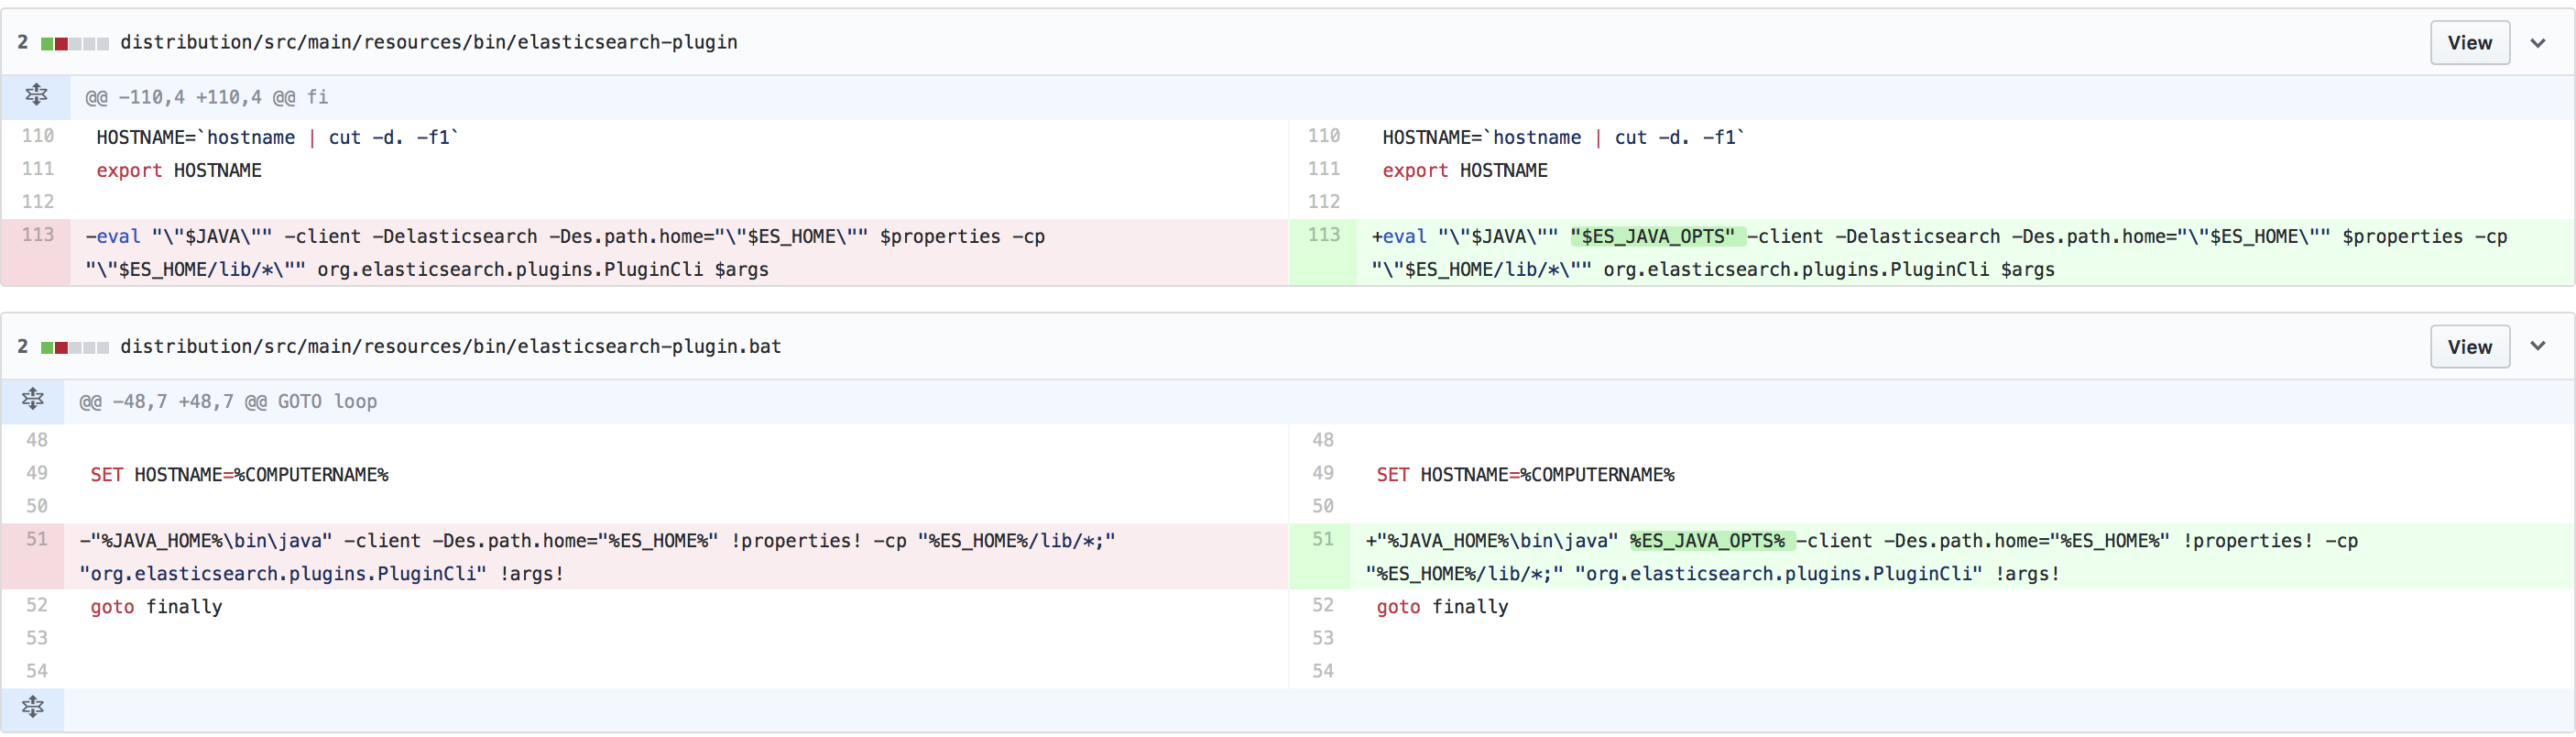 2 distribution/src/main/resources/bin/elasticsearch-plugin View
@@ -110,4 +110,4 @@ fi
110 HOSTNAME=`hostname | cut -d. -f1`
111 export HOSTNAME
112
113 -eval "\"$JAVA\"" -client -Delasticsearch -Des.path.home="\"$ES_HOME\"" $properties -cp
"\"$ES_HOME/lib/*\"" org.elasticsearch.plugins.PluginCli $args
110 HOSTNAME=`hostname | cut -d. -f1`
111 export HOSTNAME
112
113 +eval "\"$JAVA\"" "$ES_JAVA_OPTS" -client -Delasticsearch -Des.path.home="\"$ES_HOME\"" $properties -cp
"\"$ES_HOME/lib/*\"" org.elasticsearch.plugins.PluginCli $args
2 distribution/src/main/resources/bin/elasticsearch-plugin.bat View
@@ -48,7 +48,7 @@ GOTO loop
48
49 SET HOSTNAME=%COMPUTERNAME%
50
51 -"%JAVA_HOME%\bin\java" -client -Des.path.home="%ES_HOME%" !properties! -cp "%ES_HOME%/lib/*;"
"org.elasticsearch.plugins.PluginCli" !args!
52 goto finally
53
54
48
49 SET HOSTNAME=%COMPUTERNAME%
50
51 +"%JAVA_HOME%\bin\java" %ES_JAVA_OPTS% -client -Des.path.home="%ES_HOME%" !properties! -cp
"%ES_HOME%/lib/*;" "org.elasticsearch.plugins.PluginCli" !args!
52 goto finally
53
54